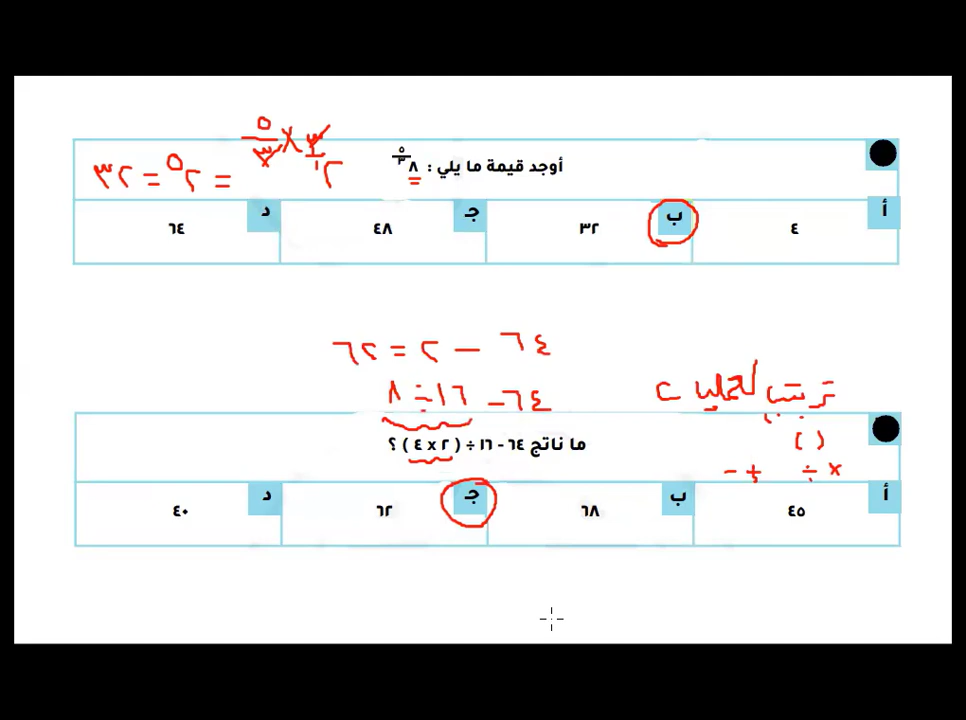 أوجد قيمة ما يلي : ٨^(٥/٣)
٢^(٣/١ × ٥/٣) = ٢^٥ = ٣٢
أ ٤ ب ٣٢ جـ ٤٨ د ٦٤
٦٤ – ٢ = ٦٢
٦٤ – ١٦ ÷ ٨
ترتيب العمليات
( )
× ÷ + -
ما ناتج ٦٤ - ١٦ ÷ ( ٢ × ٤ ) ؟
أ ٤٥ ب ٦٨ جـ ٦٢ د ٤٠